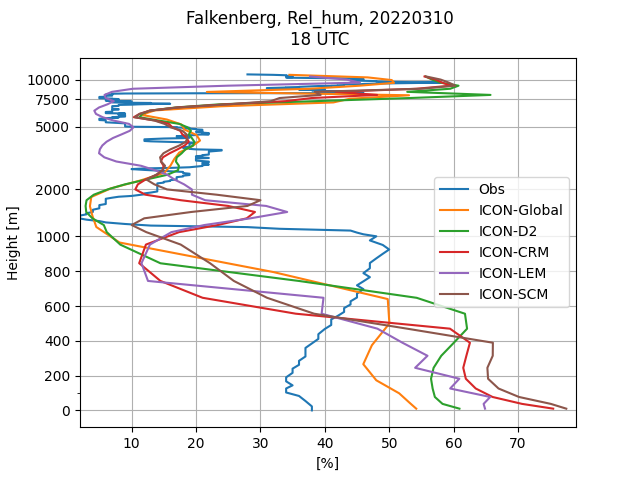 Falkenberg, Rel_hum, 20220310
18 UTC
Height [m]
10000
7500
5000
2000
1000
800
600
400
200
0
Obs
ICON-Global
ICON-D2
ICON-CRM
ICON-LEM
ICON-SCM
10 20 30 40 50 60 70
[%]